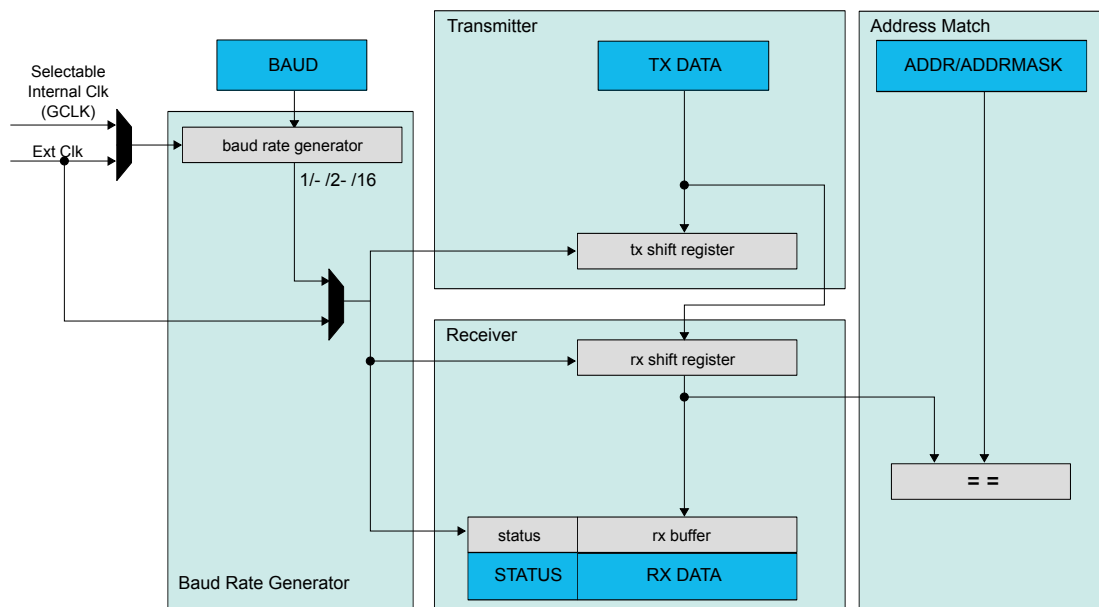 Transmitter
Address Match
BAUD
TX DATA
ADDR/ADDRMASK
Selectable
Internal Clk
(GCLK)
Ext Clk
baud rate generator
1/- /2- /16
tx shift register
Receiver
rx shift register
= =
status
rx buffer
STATUS
RX DATA
Baud Rate Generator